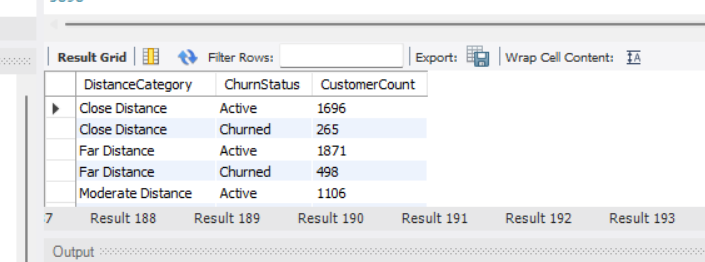 Result Grid Filter Rows: Export: Wrap Cell Content:
DistanceCategory ChurnStatus CustomerCount
Close Distance Active 1696
Close Distance Churned 265
Far Distance Active 1871
Far Distance Churned 498
Moderate Distance Active 1106
7 Result 188 Result 189 Result 190 Result 191 Result 192 Result 193
Output